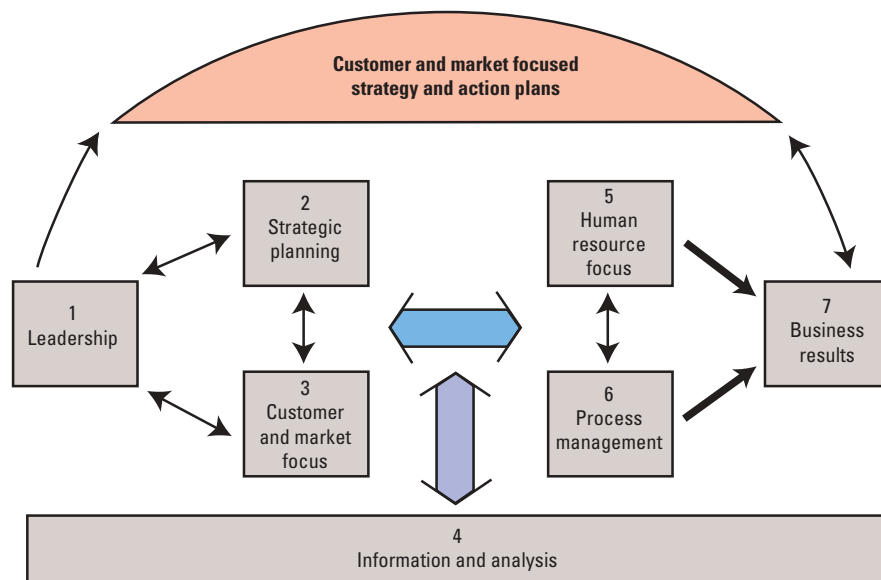 Customer and market focused
strategy and action plans
2
Strategic
planning
5
Human
resource
focus
1
Leadership
7
Business
results
3
Customer
and market
focus
6
Process
management
4
Information and analysis